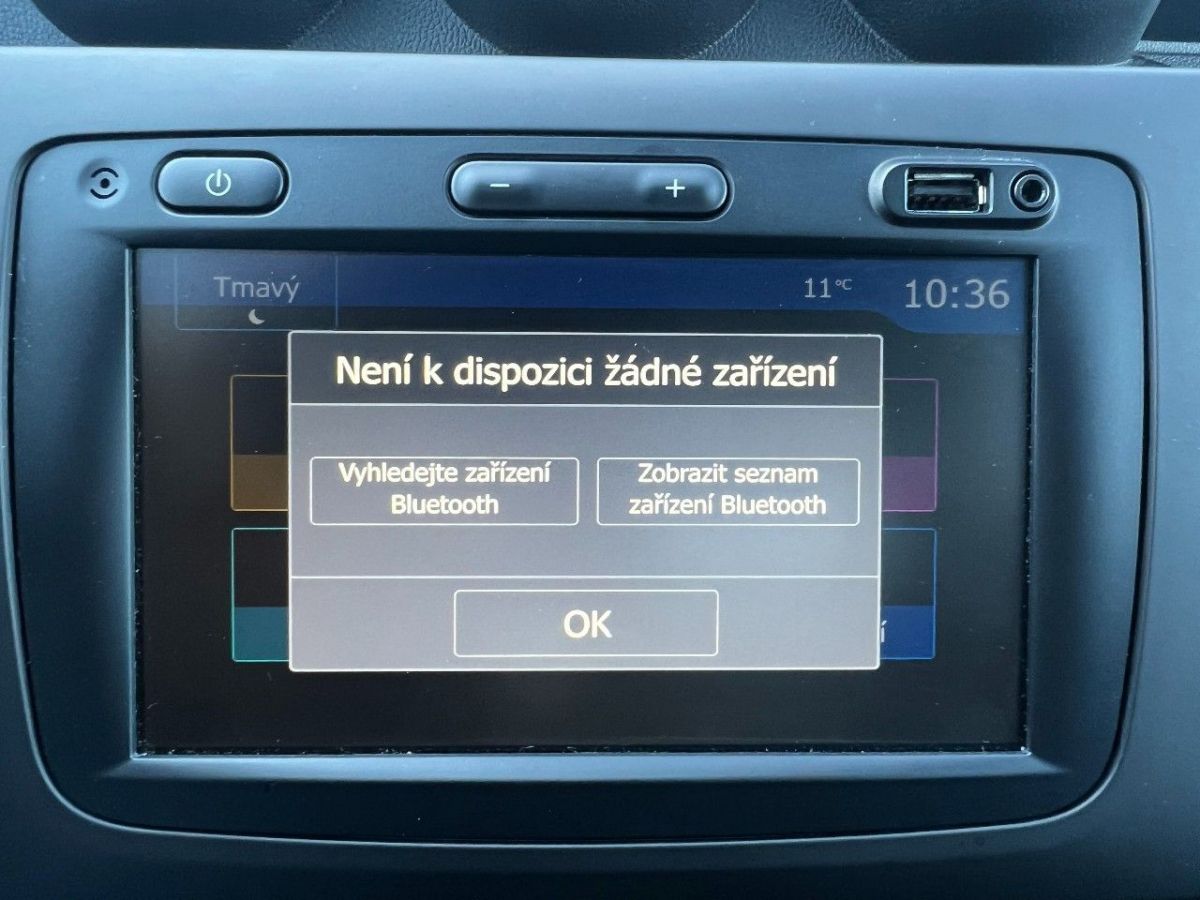 Tmavý
11°C
10:36
Není k dispozici žádné zařízení
Vyhledejte zařízení
Bluetooth
Zobrazit seznam
zařízení Bluetooth
OK
í